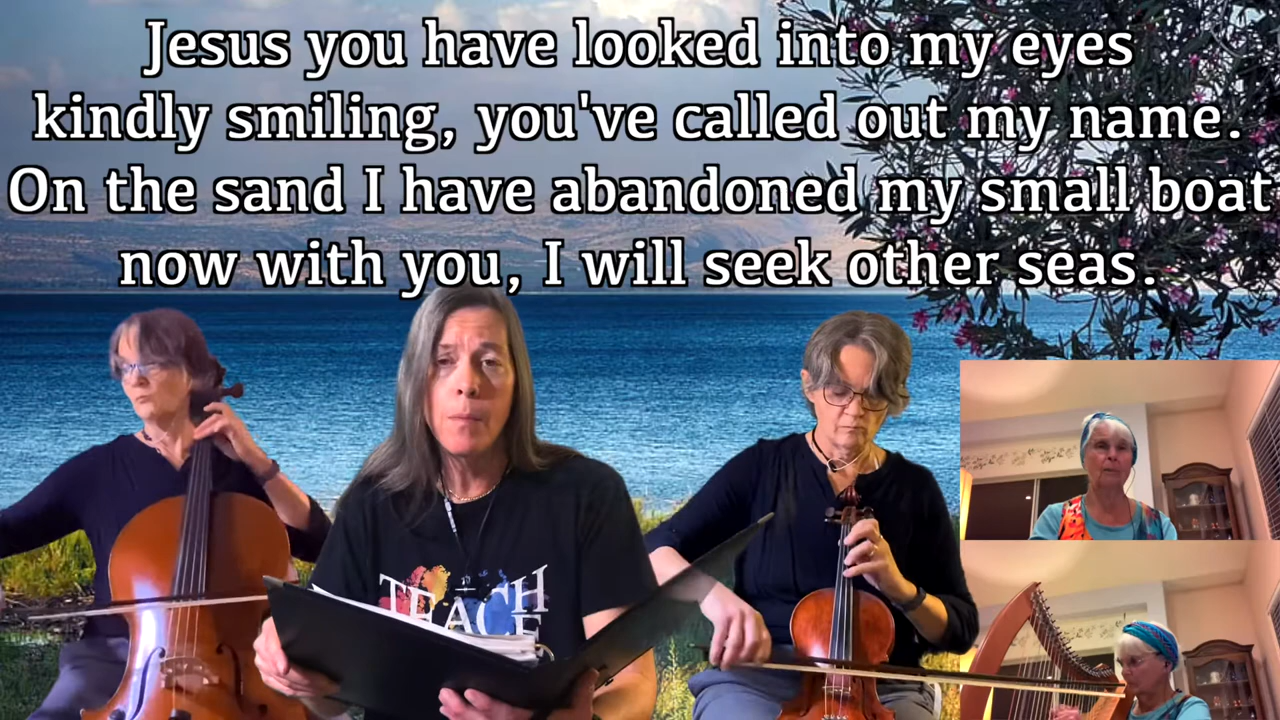 Jesus you have looked into my eyes
kindly smiling, you've called out my name.
On the sand I have abandoned my small boat
now with you, I will seek other seas.
TEACH